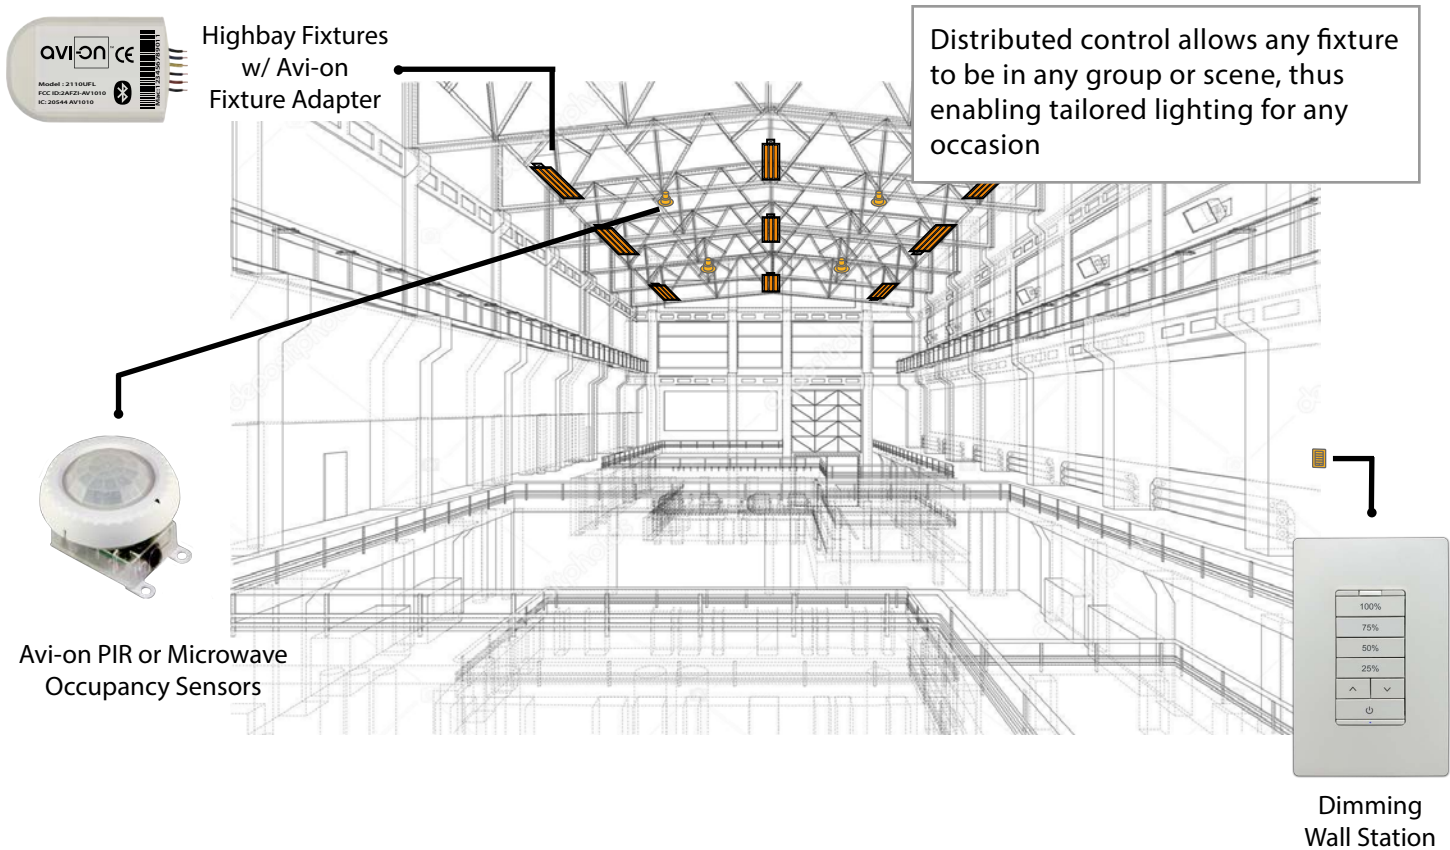 avi-on CE
Model : 2110UFL
FCC ID:2AFZI-AV1010
IC: 20544 AV1010
Mac:123456789011
Highbay Fixtures
w/ Avi-on
Fixture Adapter
Distributed control allows any fixture
to be in any group or scene, thus
enabling tailored lighting for any
occasion
Avi-on PIR or Microwave
Occupancy Sensors
100%
75%
50%
25%
Dimming
Wall Station